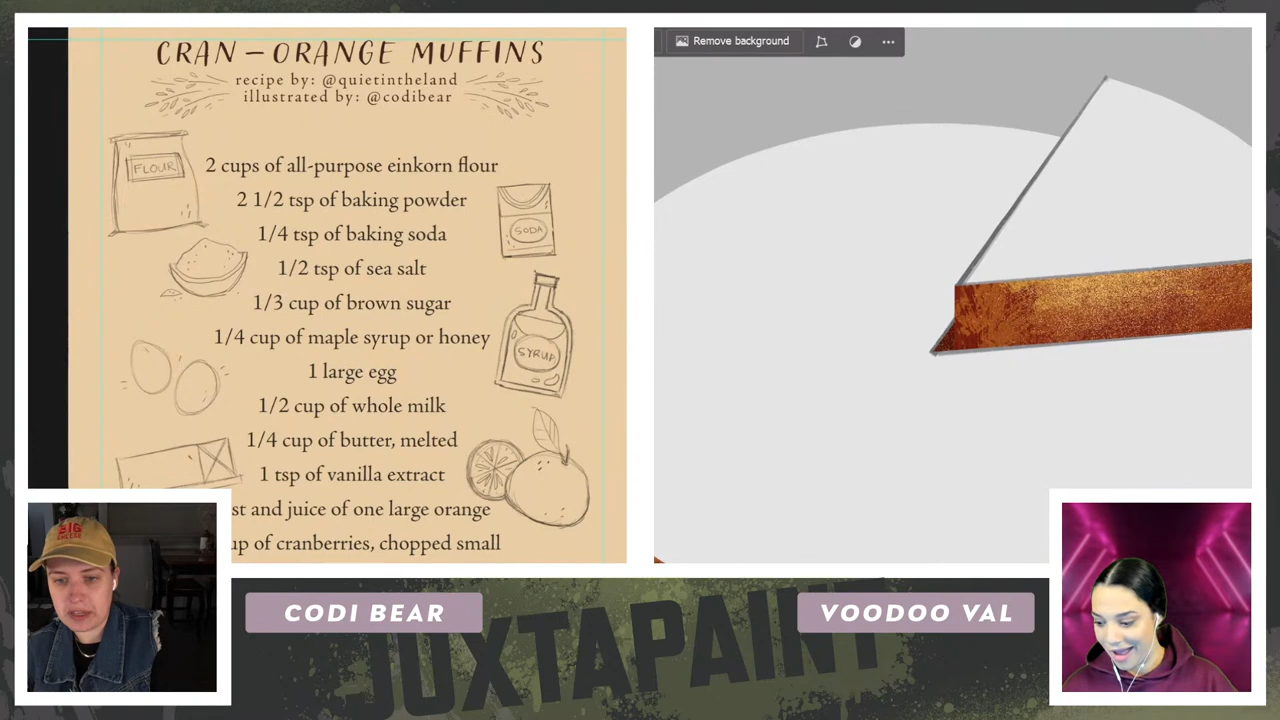 CRAN-ORANGE MUFFINS
recipe by: @quietintheland
illustrated by: @codibear
FLOUR
2 cups of all-purpose einkorn flour
2 1/2 tsp of baking powder
SODA
1/4 tsp of baking soda
1/2 tsp of sea salt
1/3 cup of brown sugar
1/4 cup of maple syrup or honey
SYRUP
1 large egg
1/2 cup of whole milk
1/4 cup of butter, melted
1 tsp of vanilla extract
and juice of one large orange
of cranberries, chopped small
Remove background
BIG
CODI BEAR
VOODOO VAL
JUXTAPAINT